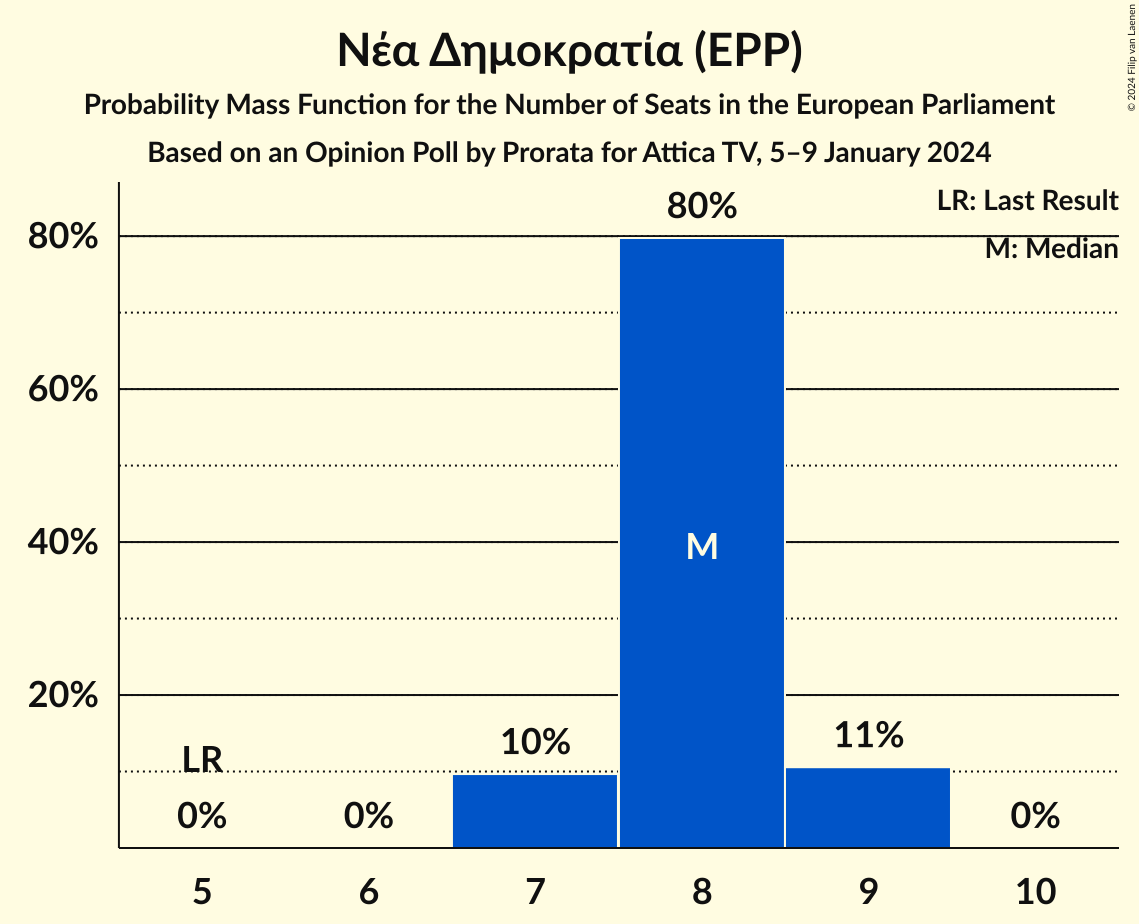 Νέα Δημοκρατία (EPP)
Probability Mass Function for the Number of Seats in the European Parliament
Based on an Opinion Poll by Prorata for Attica TV, 5–9 January 2024
© 2024 Filip van Laenen
LR: Last Result
M: Median
80%
60%
40%
20%
LR
0%
0%
10%
80%
M
11%
0%
5
6
7
8
9
10